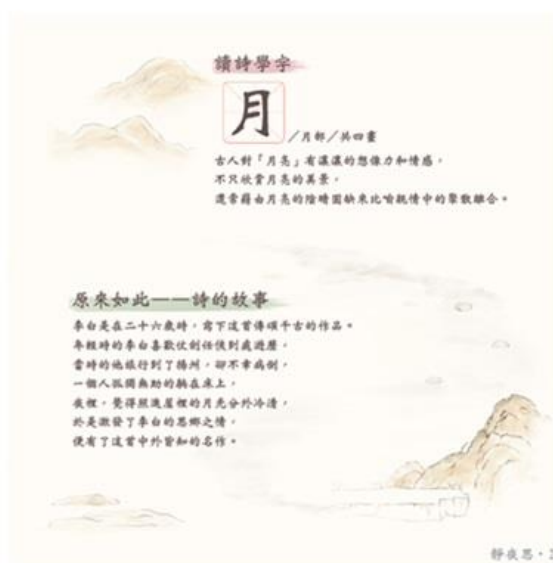 讀詩學字
月
/月部/共四畫
古人對「月亮」有濃濃的想像力和情感，
不只欣賞月亮的美景，
還常藉由月亮的陰晴圓缺來比喻親情中的聚散離合。
原來如此——詩的故事
李白是在二十六歲時，寫下這首傳頌千古的作品。
年輕時的李白喜歡仗劍任俠到處遊歷，
當時的他旅行到了揚州，卻不幸病倒，
一個人孤獨無助的躺在床上，
夜裡，覺得照進屋裡的月光分外冷清，
於是激發了李白的思鄉之情，
便有了這首中外皆知的名作。
靜夜思・